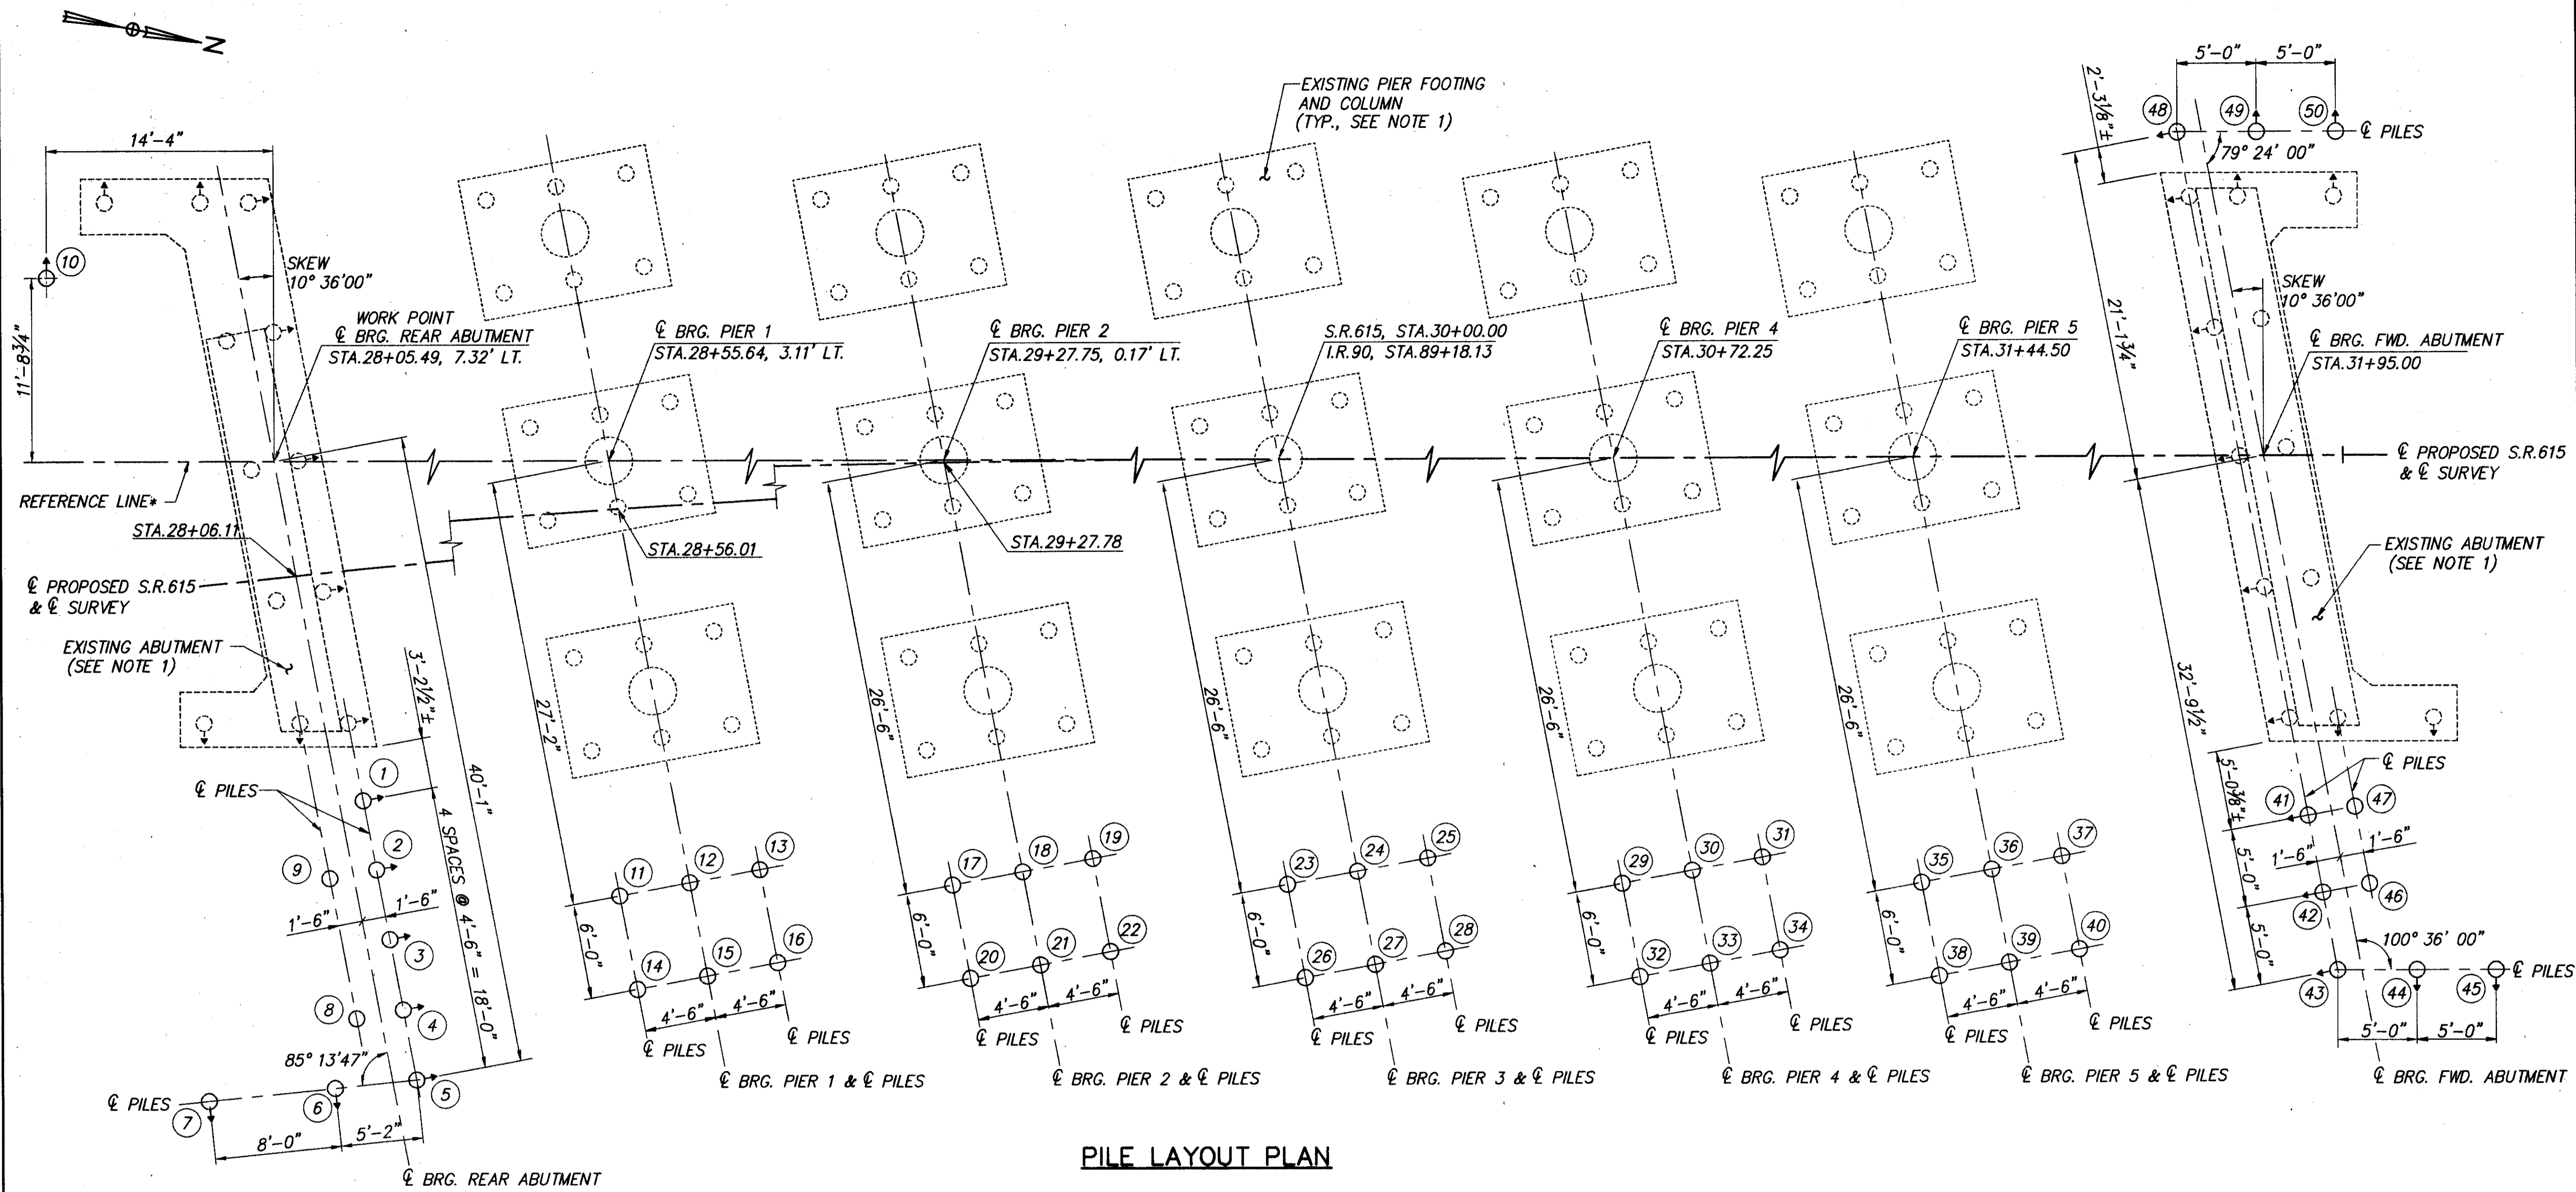 N
14'-4"
11'-8¾"
10
SKEW
10° 36'00"
WORK POINT
℄ BRG. REAR ABUTMENT
STA.28+05.49, 7.32' LT.
REFERENCE LINE*
STA.28+06.11
℄ PROPOSED S.R.615
& ℄ SURVEY
EXISTING ABUTMENT
(SEE NOTE 1)
3'-2½"±
℄ PILES
1
2
9
1'-6"
1'-6"
3
4
8
4 SPACES @ 4'-6" = 18'-0"
40'-1"
85° 13'47"
5
℄ PILES
7
6
8'-0"
5'-2"
℄ BRG. REAR ABUTMENT
℄ BRG. PIER 1
STA.28+55.64, 3.11' LT.
STA.28+56.01
27'-2"
6'-0"
11
12
13
14
15
16
4'-6"
4'-6"
℄ PILES
℄ PILES
℄ BRG. PIER 1 & ℄ PILES
℄ BRG. PIER 2
STA.29+27.75, 0.17' LT.
STA.29+27.78
26'-6"
6'-0"
17
18
19
20
21
22
4'-6"
4'-6"
℄ PILES
℄ PILES
℄ BRG. PIER 2 & ℄ PILES
EXISTING PIER FOOTING
AND COLUMN
(TYP., SEE NOTE 1)
S.R.615, STA.30+00.00
I.R.90, STA.89+18.13
26'-6"
6'-0"
23
24
25
26
27
28
4'-6"
4'-6"
℄ PILES
℄ PILES
℄ BRG. PIER 3 & ℄ PILES
℄ BRG. PIER 4
STA.30+72.25
26'-6"
6'-0"
29
30
31
32
33
34
4'-6"
4'-6"
℄ PILES
℄ PILES
℄ BRG. PIER 4 & ℄ PILES
℄ BRG. PIER 5
STA.31+44.50
26'-6"
6'-0"
35
36
37
38
39
40
4'-6"
4'-6"
℄ PILES
℄ PILES
℄ BRG. PIER 5 & ℄ PILES
5'-0"
5'-0"
2'-3⅛"±
48
49
50
℄ PILES
79° 24' 00"
21'-1¾"
SKEW
10° 36'00"
℄ BRG. FWD. ABUTMENT
STA.31+95.00
℄ PROPOSED S.R.615
& ℄ SURVEY
EXISTING ABUTMENT
(SEE NOTE 1)
32'-9½"
5'-0⅜"±
℄ PILES
41
47
1'-6"
1'-6"
5'-0"
42
46
5'-0"
100° 36' 00"
℄ PILES
43
44
45
5'-0"
5'-0"
℄ BRG. FWD. ABUTMENT
PILE LAYOUT PLAN